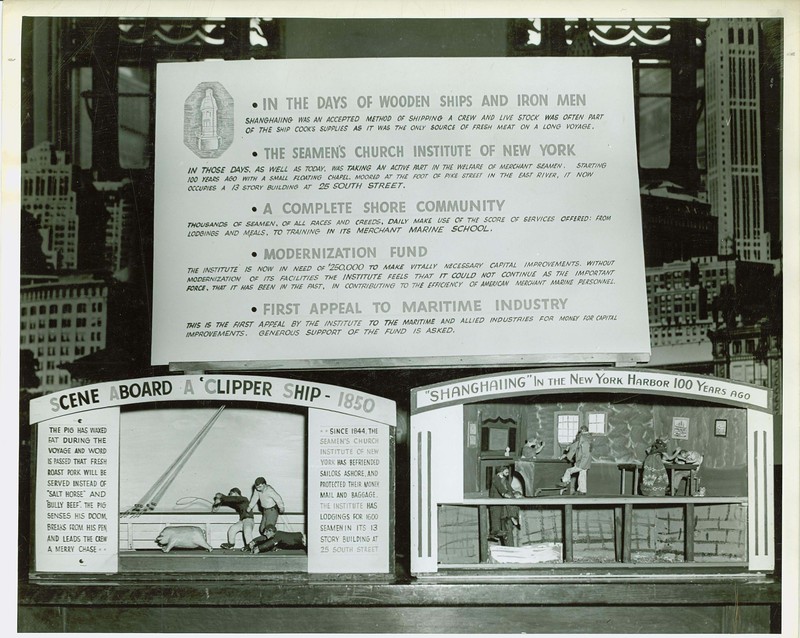 • IN THE DAYS OF WOODEN SHIPS AND IRON MEN
SHANGHAIING WAS AN ACCEPTED METHOD OF SHIPPING A CREW AND LIVE STOCK WAS OFTEN PART
OF THE SHIP COOK'S SUPPLIES AS IT WAS THE ONLY SOURCE OF FRESH MEAT ON A LONG VOYAGE.
• THE SEAMEN'S CHURCH INSTITUTE OF NEW YORK
IN THOSE DAYS, AS WELL AS TODAY, WAS TAKING AN ACTIVE PART IN THE WELFARE OF MERCHANT SEAMEN. STARTING
100 YEARS AGO WITH A SMALL FLOATING CHAPEL, MOORED AT THE FOOT OF PIKE STREET IN THE EAST RIVER, IT NOW
OCCUPIES A 13 STORY BUILDING AT 25 SOUTH STREET.
• A COMPLETE SHORE COMMUNITY
THOUSANDS OF SEAMEN, OF ALL RACES AND CREEDS, DAILY MAKE USE OF THE SCORE OF SERVICES OFFERED: FROM
LODGINGS AND MEALS, TO TRAINING IN ITS MERCHANT MARINE SCHOOL.
• MODERNIZATION FUND
THE INSTITUTE IS NOW IN NEED OF $250,000 TO MAKE VITALLY NECESSARY CAPITAL IMPROVEMENTS. WITHOUT
MODERNIZATION OF ITS FACILITIES THE INSTITUTE FEELS THAT IT COULD NOT CONTINUE AS THE IMPORTANT
FORCE, THAT IT HAS BEEN IN THE PAST, IN CONTRIBUTING TO THE EFFICIENCY OF AMERICAN MERCHANT MARINE PERSONNEL.
• FIRST APPEAL TO MARITIME INDUSTRY
THIS IS THE FIRST APPEAL BY THE INSTITUTE TO THE MARITIME AND ALLIED INDUSTRIES FOR MONEY FOR CAPITAL
IMPROVEMENTS. GENEROUS SUPPORT OF THE FUND IS ASKED.
SCENE ABOARD A 'CLIPPER SHIP - 1850
THE PIG HAS WAXED
FAT DURING THE
VOYAGE AND WORD
IS PASSED THAT FRESH
ROAST PORK WILL BE
SERVED INSTEAD OF
"SALT HORSE" AND
"BULLY BEEF". THE PIG
SENSES HIS DOOM,
BREAKS FROM HIS PEN
AND LEADS THE CREW
A MERRY CHASE - -
- - SINCE 1844, THE
SEAMEN'S CHURCH
INSTITUTE OF NEW
YORK HAS BEFRIENDED
SAILORS ASHORE, AND
PROTECTED THEIR MONEY
MAIL AND BAGGAGE.
THE INSTITUTE HAS
LODGINGS FOR 1600
SEAMEN IN ITS 13
STORY BUILDING AT
25 SOUTH STREET
"SHANGHAIING" IN THE NEW YORK HARBOR 100 YEARS AGO